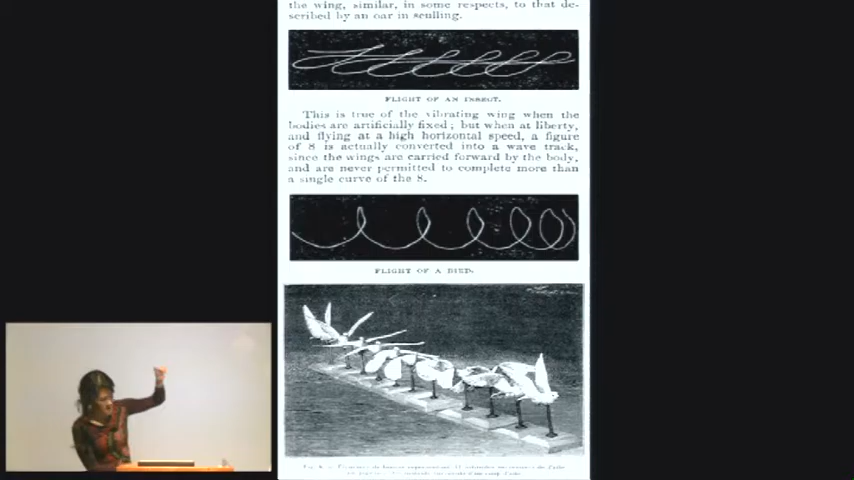 the wing, similar, in some respects, to that de-
scribed by an oar in sculling.
FLIGHT OF AN INSECT.
This is true of the vibrating wing when the
bodies are artificially fixed; but when at liberty,
and flying at a high horizontal speed, a figure
of 8 is actually converted into a wave track,
since the wings are carried forward by the body,
and are never permitted to complete more than
a single curve of the 8.
FLIGHT OF A BIRD.